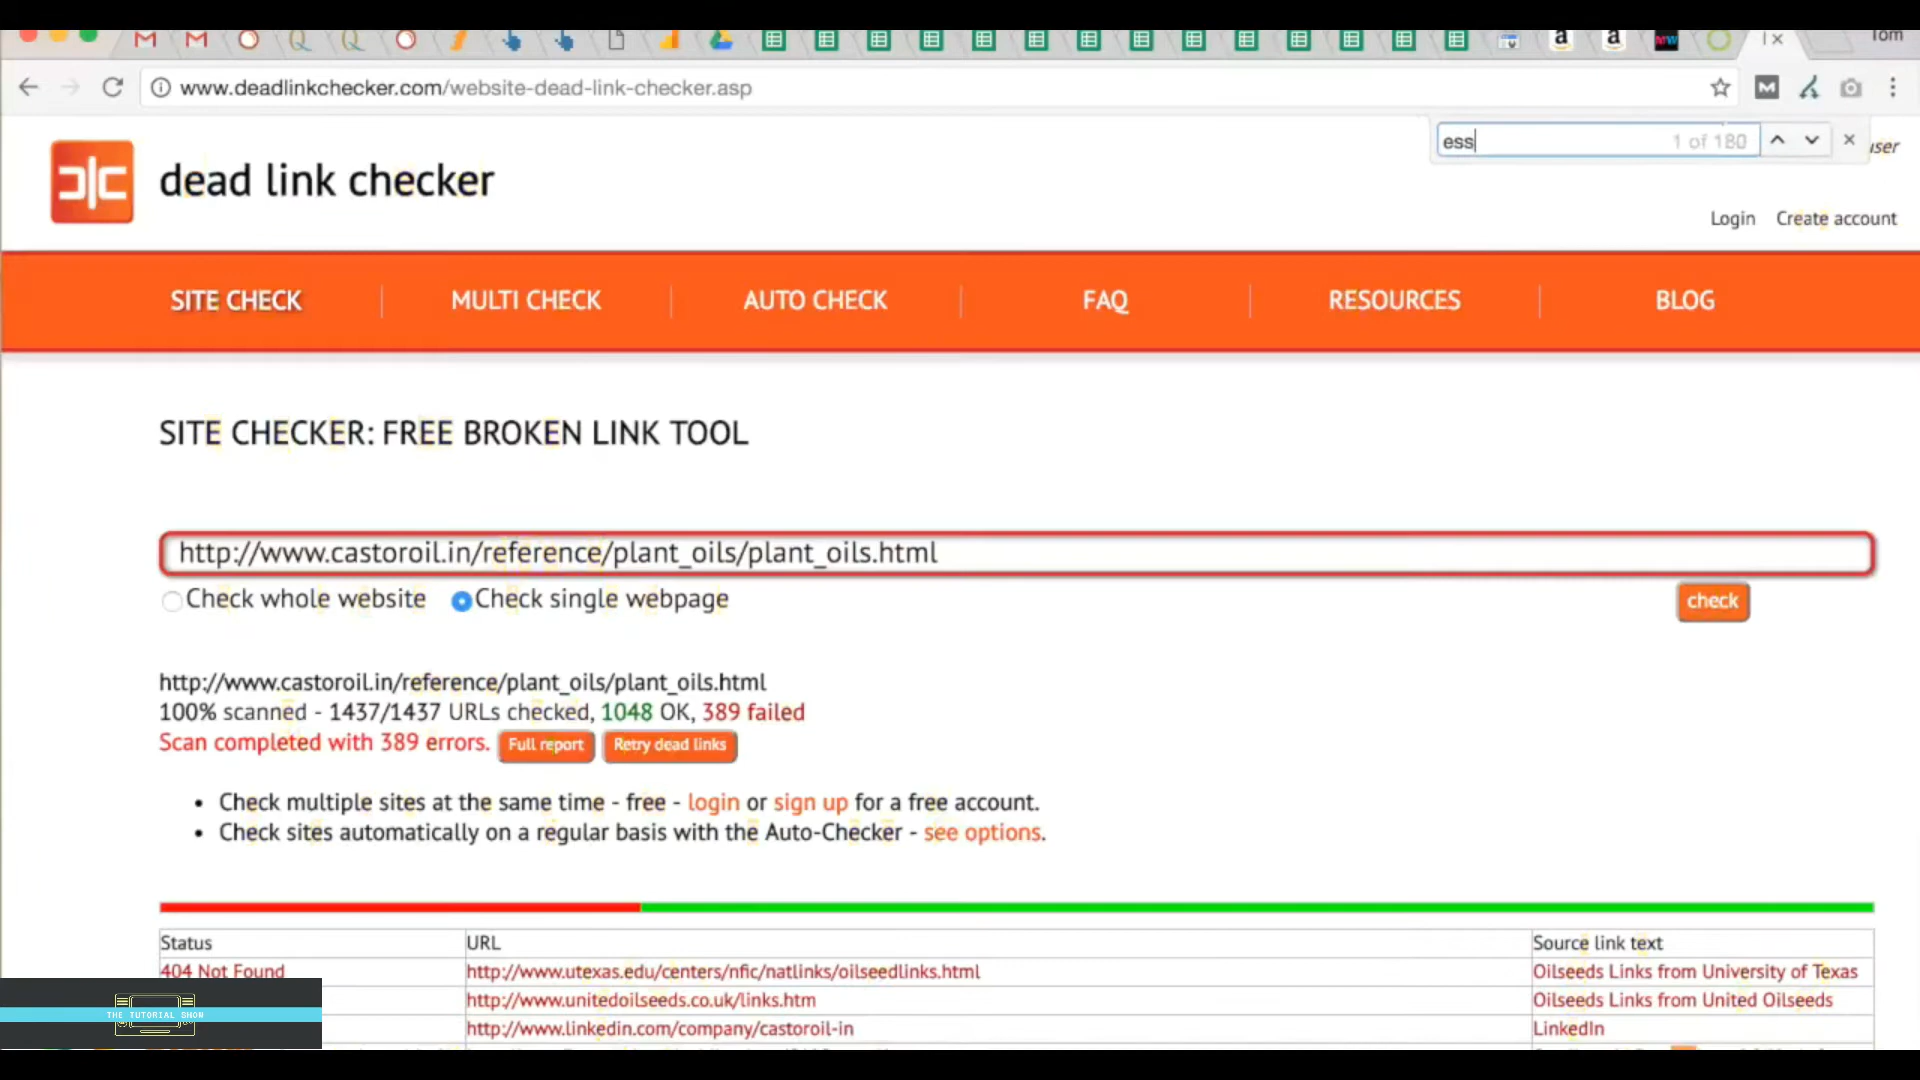 Tom
www.deadlinkchecker.com/website-dead-link-checker.asp
ess
1 of 180
dead link checker
Login Create account
SITE CHECK MULTI CHECK AUTO CHECK FAQ RESOURCES BLOG
SITE CHECKER: FREE BROKEN LINK TOOL
http://www.castoroil.in/reference/plant_oils/plant_oils.html
Check whole website Check single webpage check
http://www.castoroil.in/reference/plant_oils/plant_oils.html
100% scanned - 1437/1437 URLs checked, 1048 OK, 389 failed
Scan completed with 389 errors. Full report Retry dead links
• Check multiple sites at the same time - free - login or sign up for a free account.
• Check sites automatically on a regular basis with the Auto-Checker - see options.
Status URL Source link text
404 Not Found http://www.utexas.edu/centers/nfic/natlinks/oilseedlinks.html Oilseeds Links from University of Texas
http://www.unitedoilseeds.co.uk/links.htm Oilseeds Links from United Oilseeds
http://www.linkedin.com/company/castoroil-in LinkedIn
THE TUTORIAL SHOW